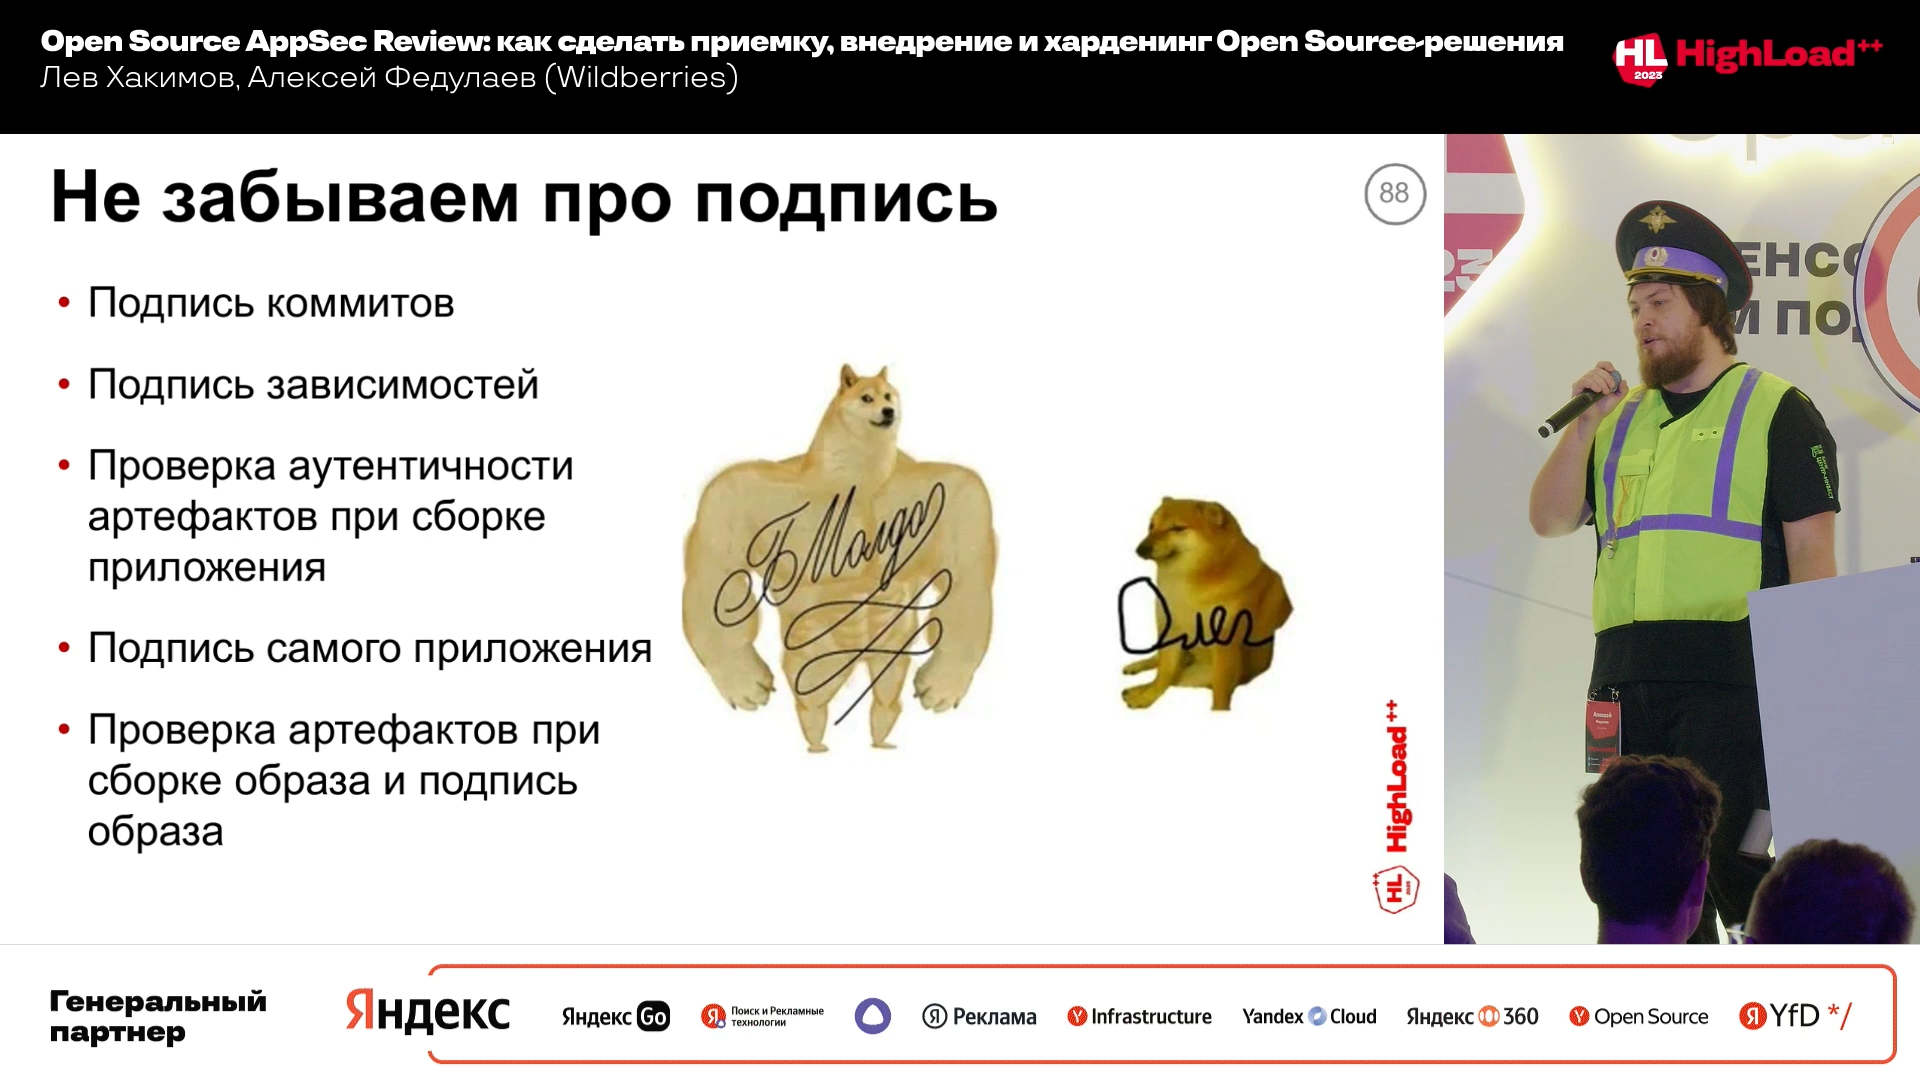 Open Source AppSec Review: как сделать приемку, внедрение и харденинг Open Source-решения
Лев Хакимов, Алексей Федулаев (Wildberries)
HL
2023
HighLoad++
Не забываем про подпись
88
• Подпись коммитов
• Подпись зависимостей
• Проверка аутентичности
артефактов при сборке
приложения
• Подпись самого приложения
• Проверка артефактов при
сборке образа и подпись
образа
Олег
HighLoad++
HL
Генеральный
партнер
Яндекс
Яндекс Go
Поиск и Рекламные
технологии
Реклама
Infrastructure
Yandex Cloud
Яндекс 360
Open Source
YfD */